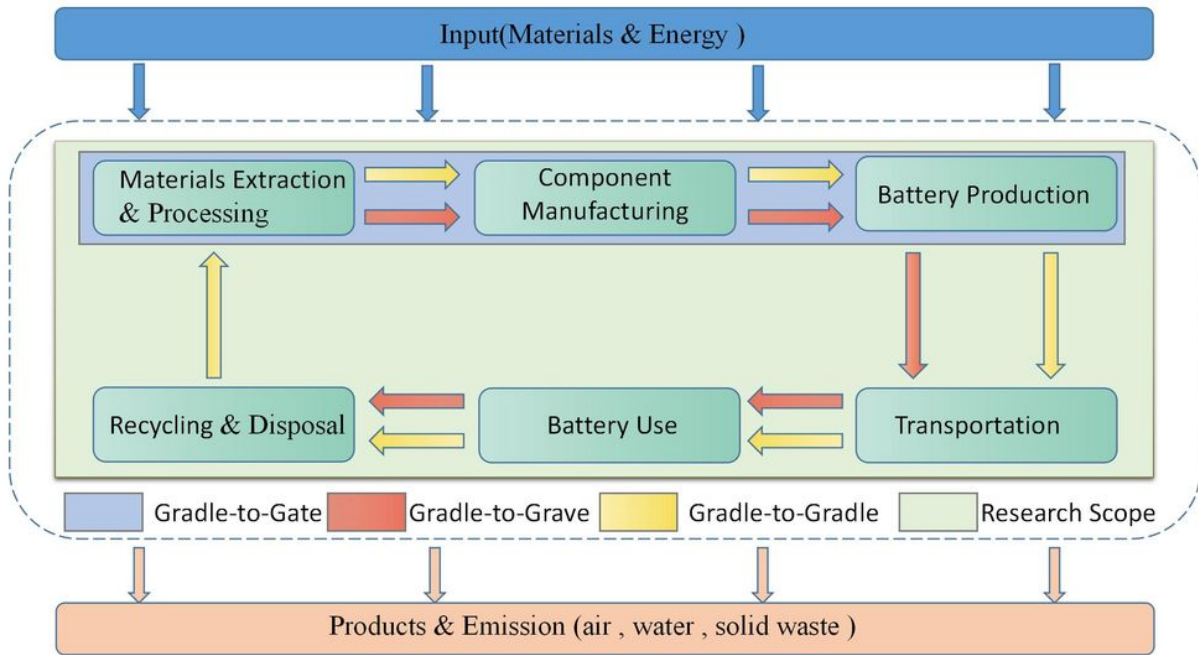 Input(Materials & Energy )
Materials Extraction
& Processing
Component
Manufacturing
Battery Production
Recycling & Disposal
Battery Use
Transportation
Gradle-to-Gate
Gradle-to-Grave
Gradle-to-Gradle
Research Scope
Products & Emission (air , water , solid waste )